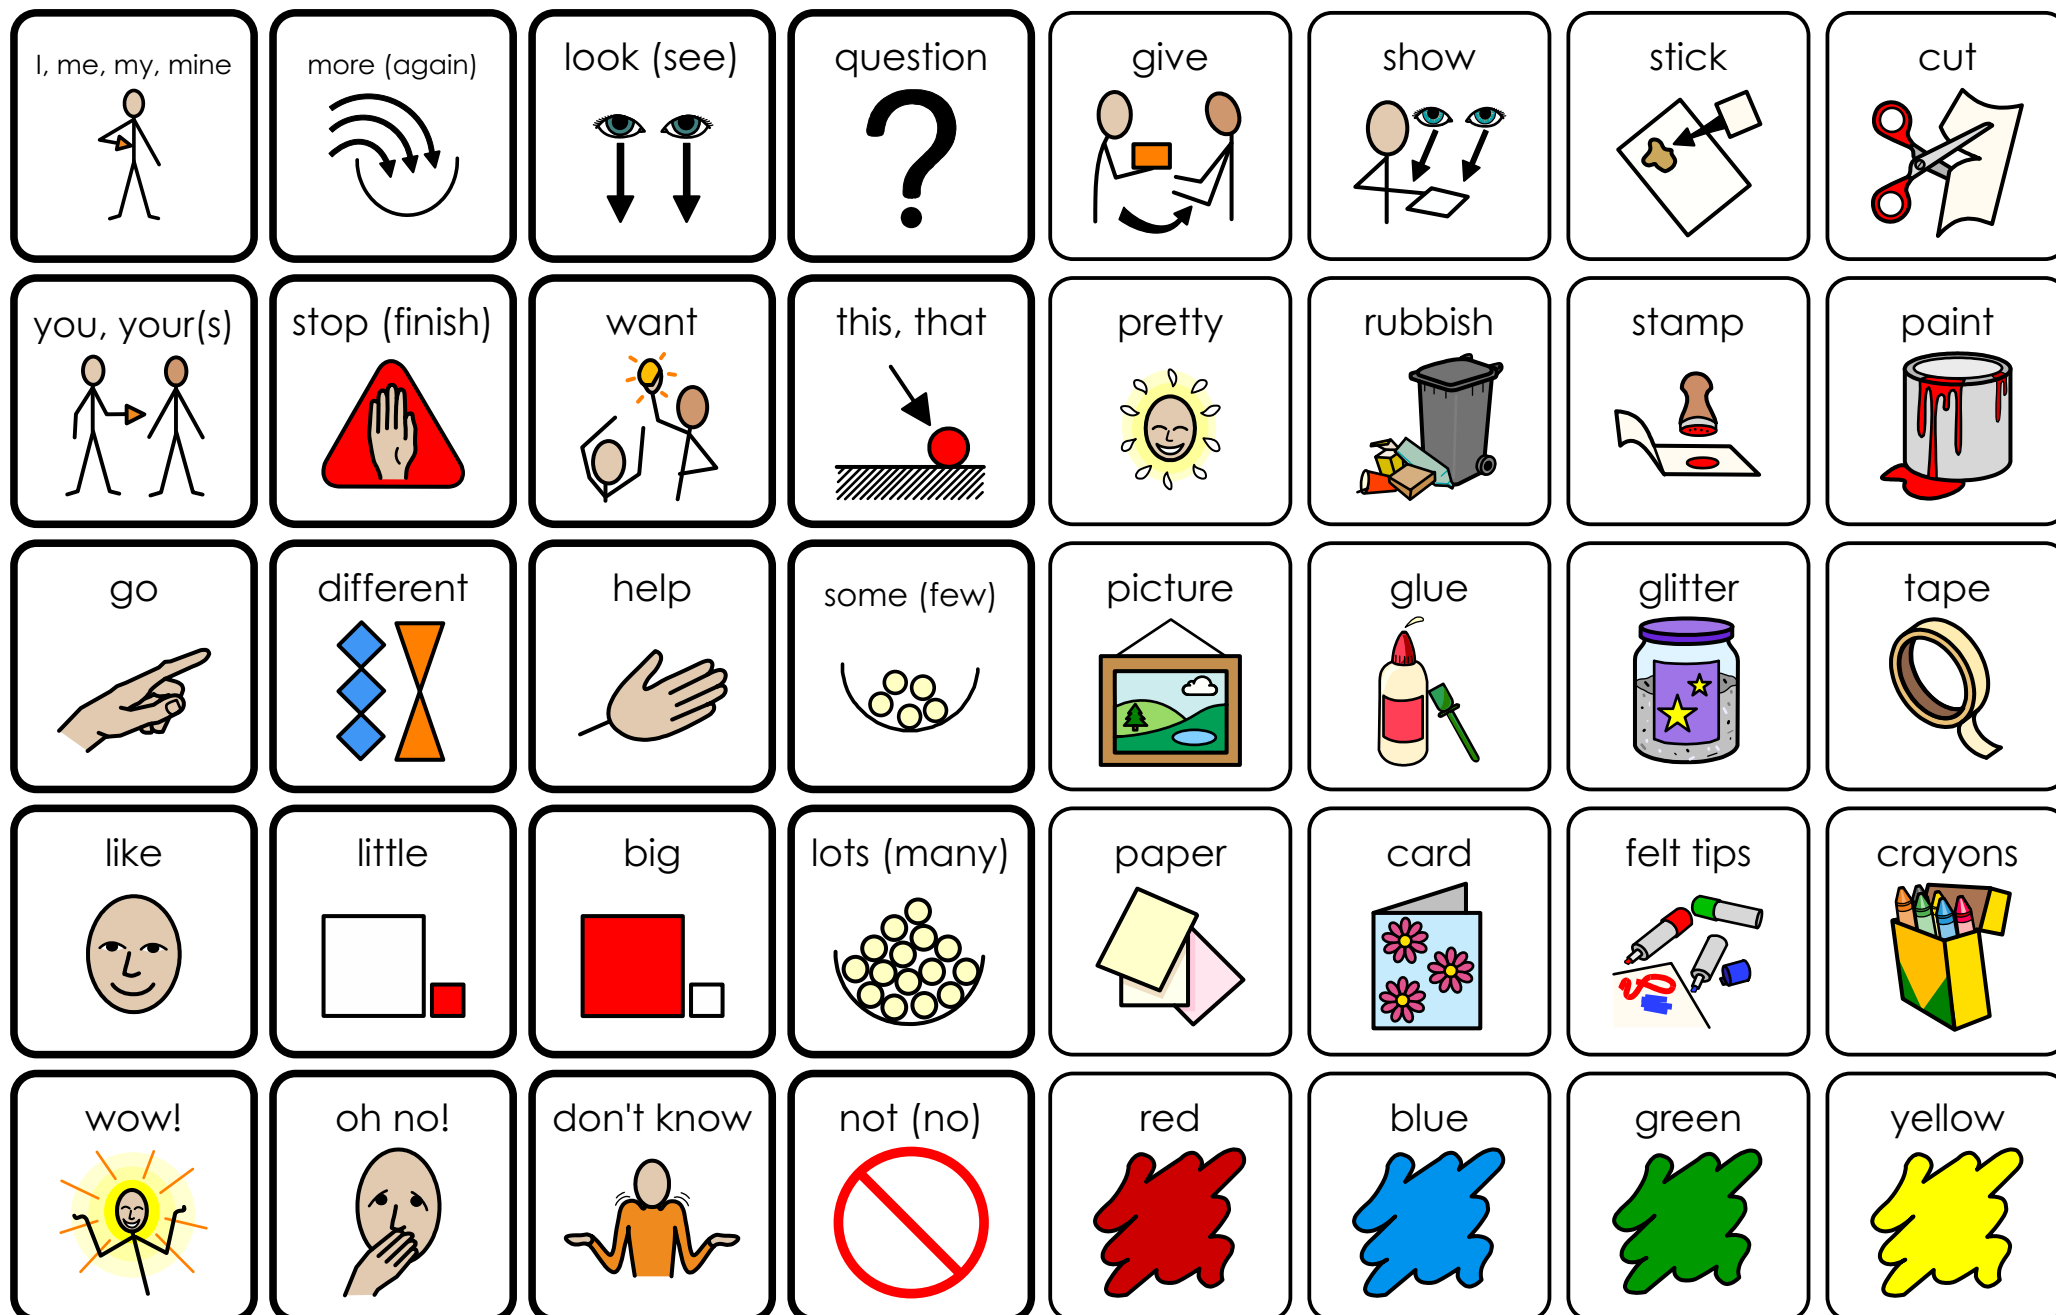 I, me, my, mine
more (again)
look (see)
question
give
show
stick
cut
you, your(s)
stop (finish)
want
this, that
pretty
rubbish
stamp
paint
go
different
help
some (few)
picture
glue
glitter
tape
like
little
big
lots (many)
paper
card
felt tips
crayons
wow!
oh no!
don't know
not (no)
red
blue
green
yellow